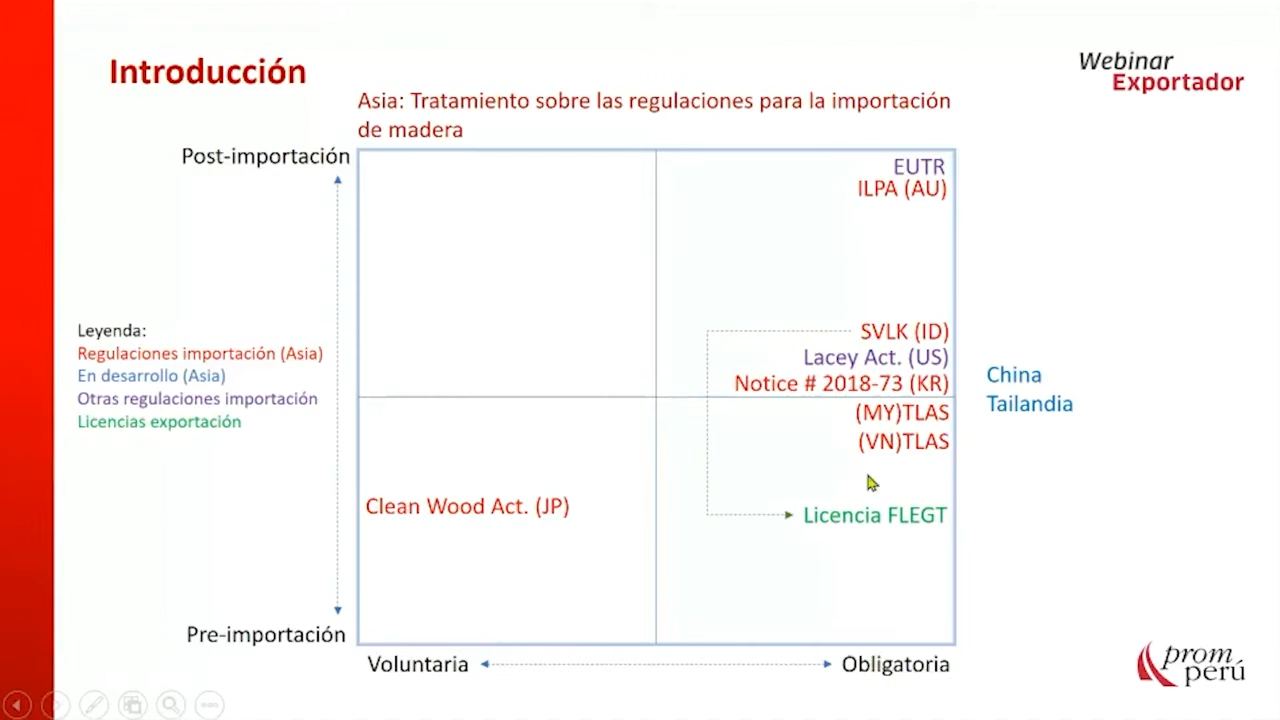 Introducción
Webinar
Exportador
Asia: Tratamiento sobre las regulaciones para la importación
de madera
Post-importación
EUTR
ILPA (AU)
Leyenda:
Regulaciones importación (Asia)
En desarrollo (Asia)
Otras regulaciones importación
Licencias exportación
SVLK (ID)
Lacey Act. (US)
Notice # 2018-73 (KR)
(MY)TLAS
(VN)TLAS
China
Tailandia
Clean Wood Act. (JP)
Licencia FLEGT
Pre-importación
Voluntaria
Obligatoria
prom
perú